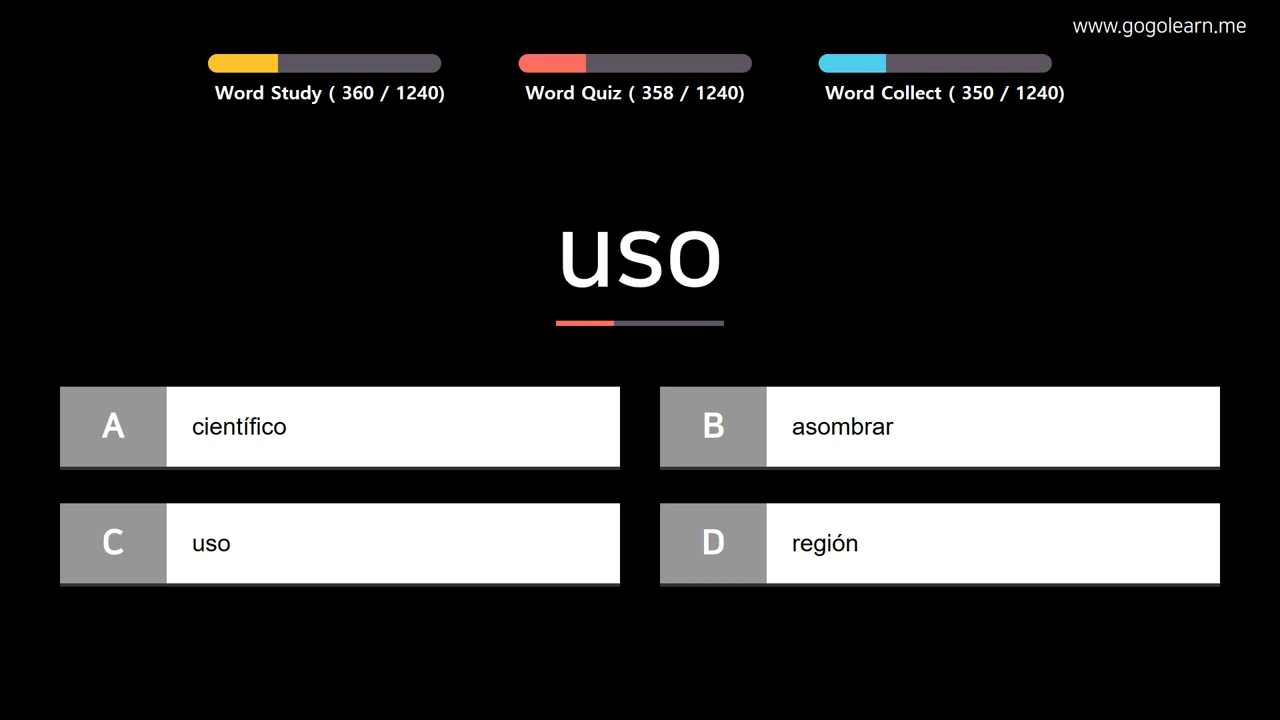 www.gogolearn.me
Word Study ( 360 / 1240)
Word Quiz ( 358 / 1240)
Word Collect ( 350 / 1240)
uso
A científico
B asombrar
C uso
D región